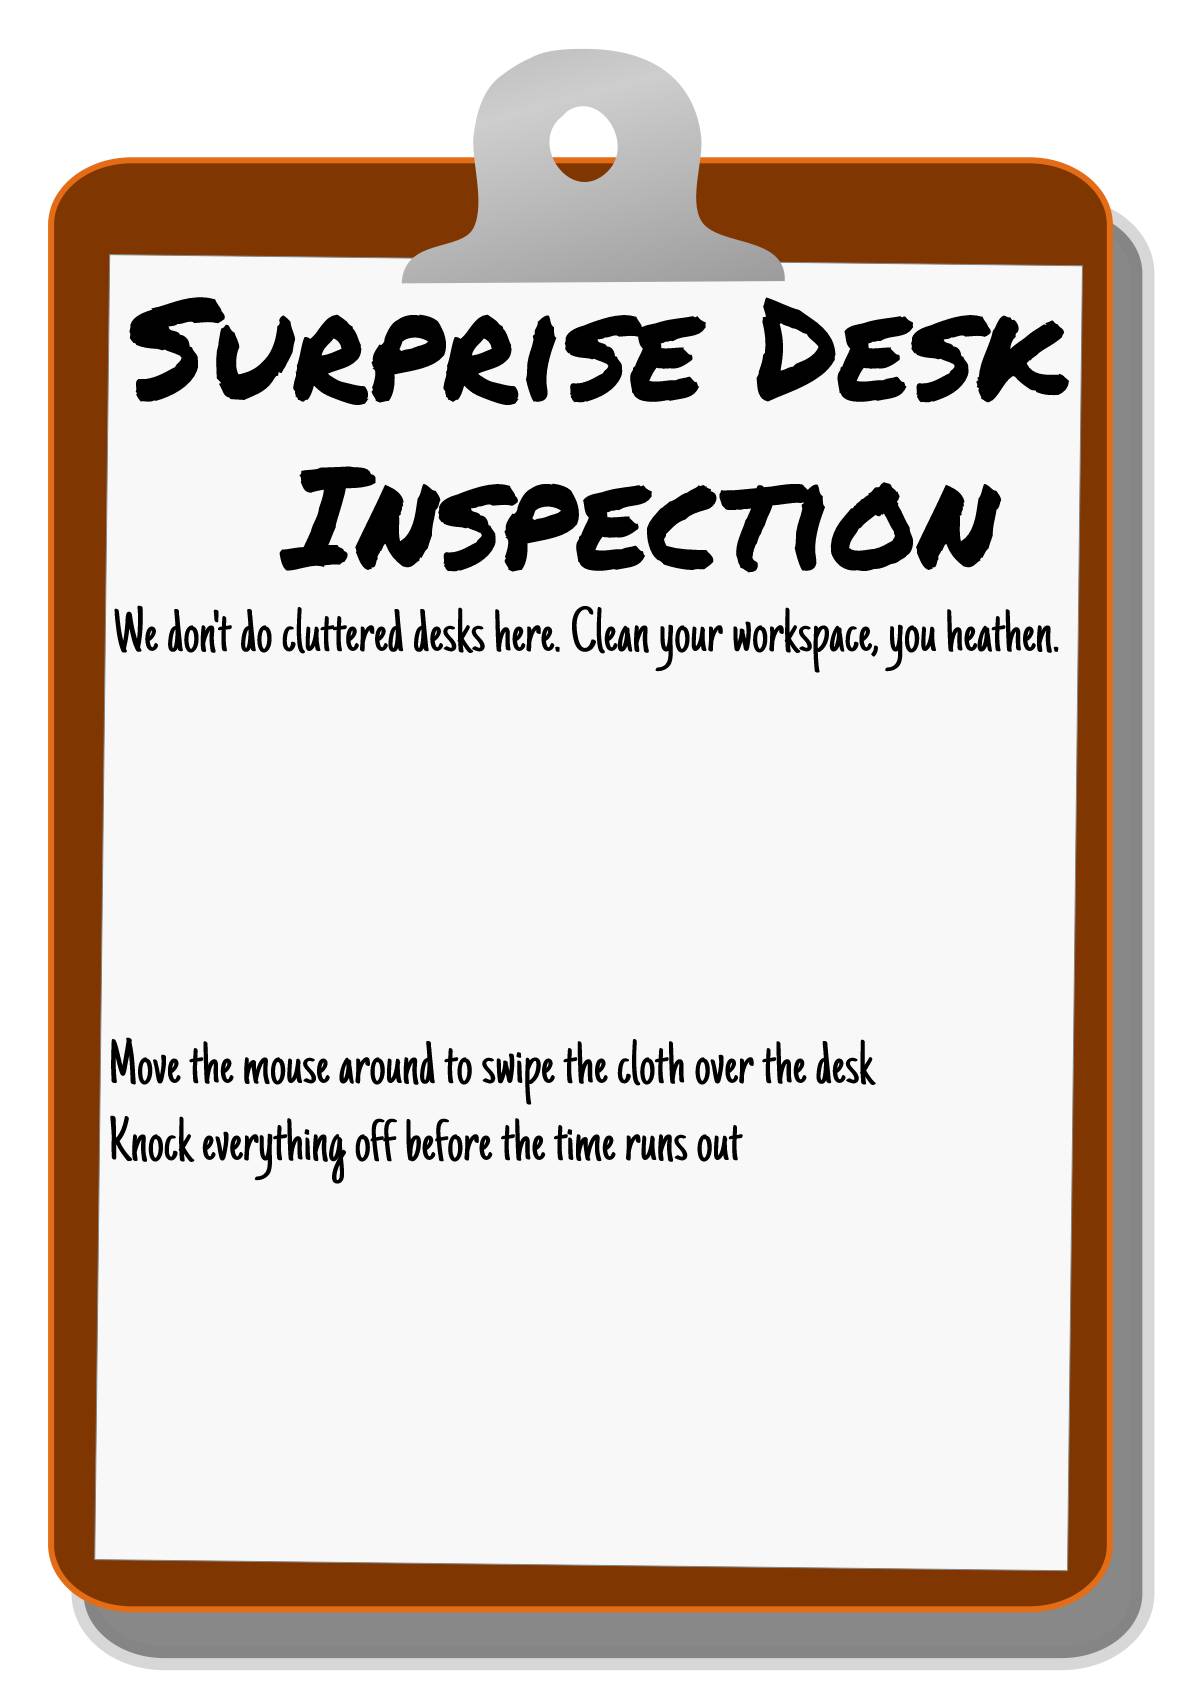 Surprise Desk
Inspection
We don't do cluttered desks here. Clean your workspace, you heathen.
Move the mouse around to swipe the cloth over the desk
Knock everything off before the time runs out